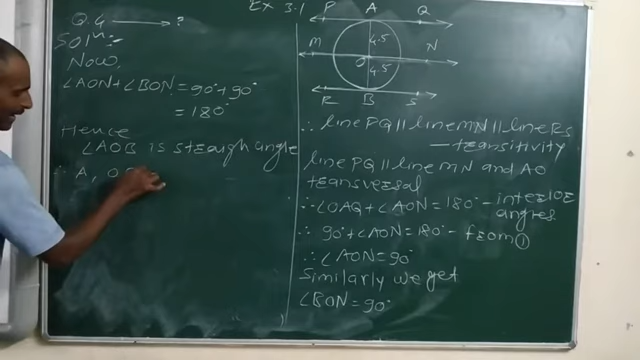 Ex 3.1
Q. 4 → ?
Solⁿ:-
Now,
∠AON + ∠BON = 90° + 90°
= 180°
Hence
∠AOB is steaigh angle
∴ A, O
P A Q
4.5
M O N
4.5
R B S
∴ line PQ || line MN || line RS
— transitivity
line PQ || line MN and AO
transversal
∴ ∠OAQ + ∠AON = 180° - interior
angres
∴ 90° + ∠AON = 180° - from ①
∴ ∠AON = 90°
Similarly we get
∠BON = 90°